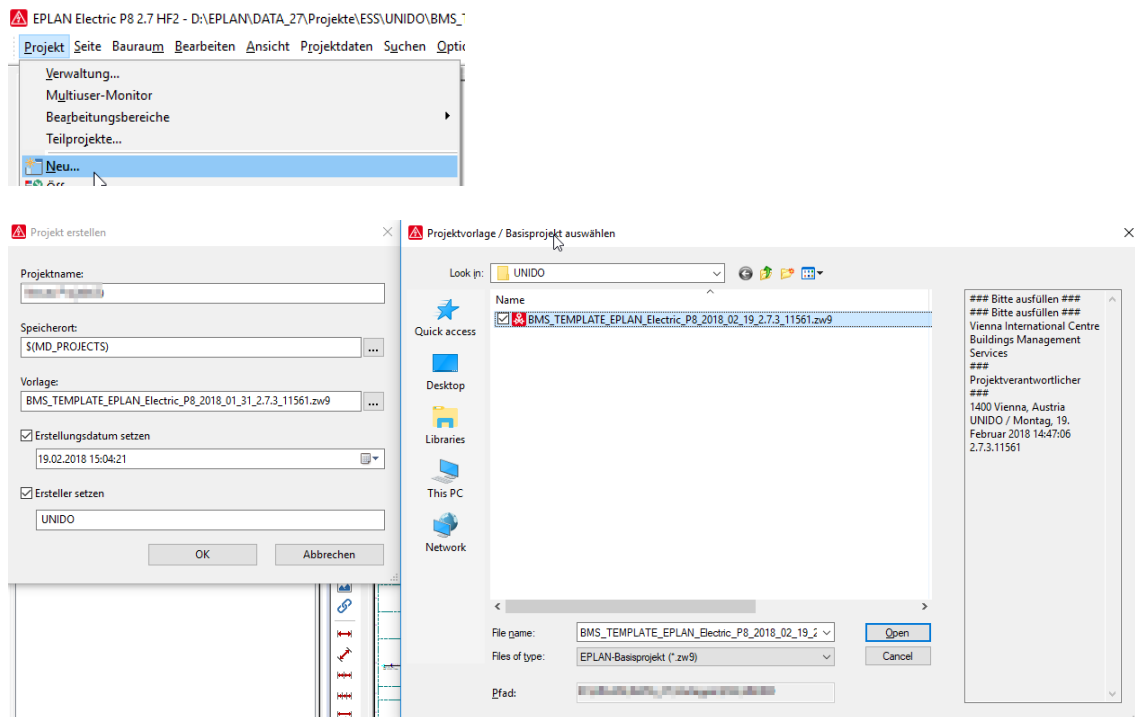 EPLAN Electric P8 2.7 HF2 - D:\EPLAN\DATA_27\Projekte\ESS\UNIDO\BMS_
Projekt Seite Bauraum Bearbeiten Ansicht Projektdaten Suchen
Verwaltung...
Multiuser-Monitor
Bearbeitungsbereiche
Teilprojekte...
Neu...
Projekt erstellen
Projektname:
Speicherort:
$(MD_PROJECTS)
...
Vorlage:
BMS_TEMPLATE_EPLAN_Electric_P8_2018_01_31_2.7.3_11561.zw9
...
Erstellungsdatum setzen
19.02.2018 15:04:21
Ersteller setzen
UNIDO
OK Abbrechen
Projektvorlage / Basisprojekt auswählen
Look in: UNIDO
Quick access
Desktop
Libraries
This PC
Network
Name
BMS_TEMPLATE_EPLAN_Electric_P8_2018_02_19_2.7.3_11561.zw9
File name: BMS_TEMPLATE_EPLAN_Electric_P8_2018_02_19_2
Open
Files of type: EPLAN-Basisprojekt (*.zw9)
Cancel
Pfad:
### Bitte ausfüllen ###
### Bitte ausfüllen ###
Vienna International Centre
Buildings Management
Services
###
Projektverantwortlicher
###
1400 Vienna, Austria
UNIDO / Montag, 19.
Februar 2018 14:47:06
2.7.3.11561